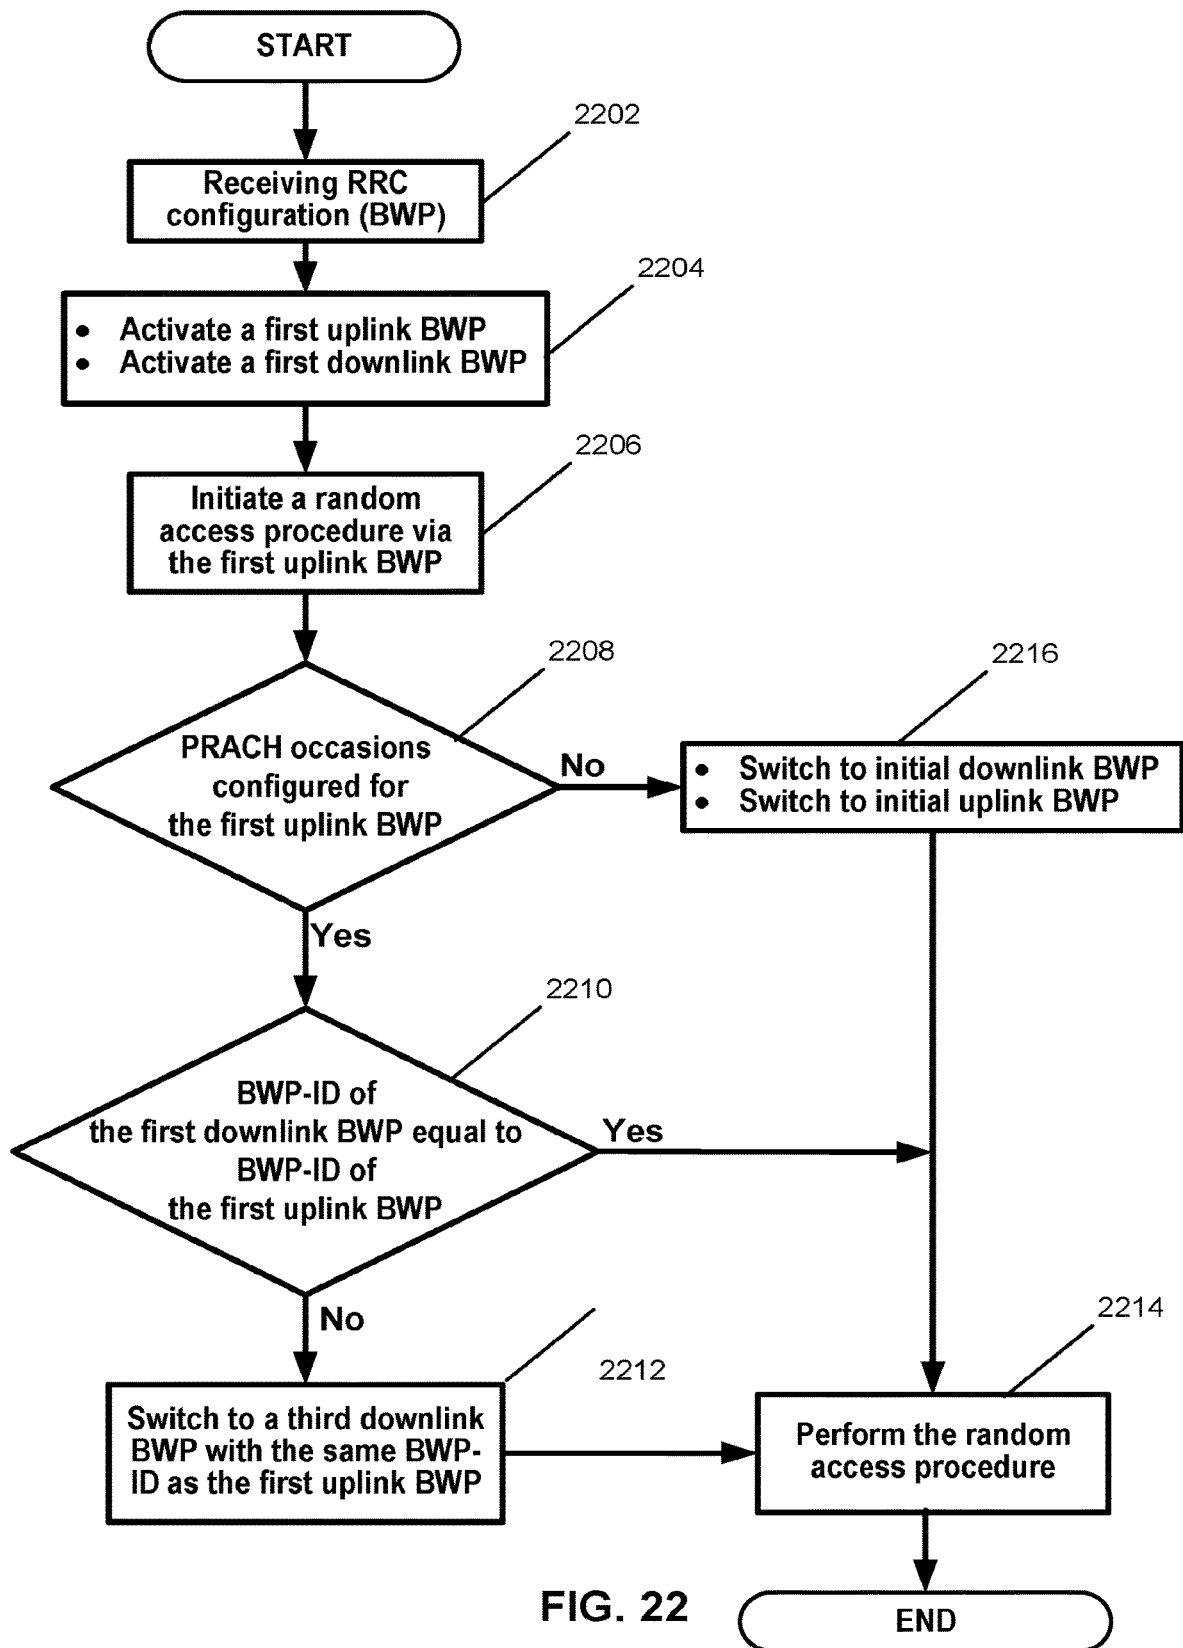 START
2202
Receiving RRC
configuration (BWP)
2204
• Activate a first uplink BWP
• Activate a first downlink BWP
2206
Initiate a random
access procedure via
the first uplink BWP
2208
PRACH occasions
configured for
the first uplink BWP
No
2216
• Switch to initial downlink BWP
• Switch to initial uplink BWP
Yes
2210
BWP-ID of
the first downlink BWP equal to
BWP-ID of
the first uplink BWP
Yes
No
2212
Switch to a third downlink
BWP with the same BWP-
ID as the first uplink BWP
2214
Perform the random
access procedure
FIG. 22
END